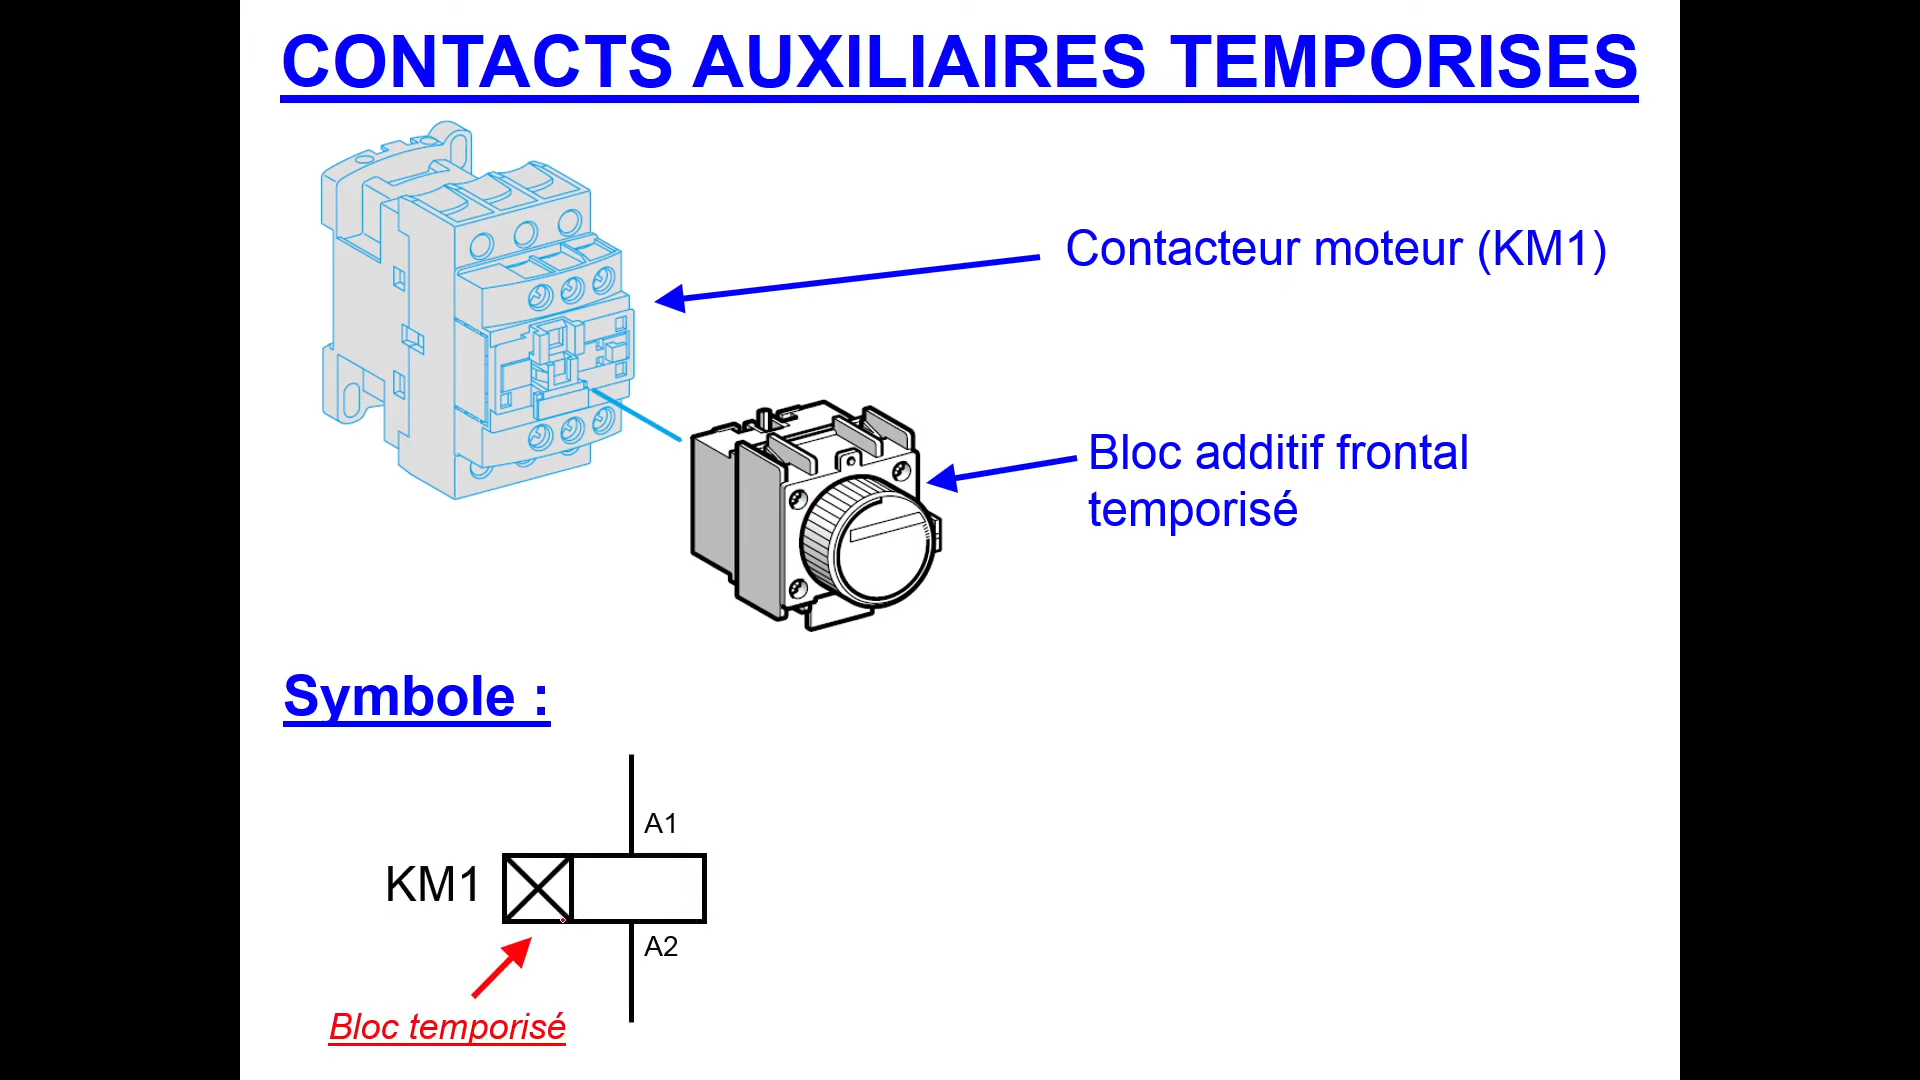 CONTACTS AUXILIAIRES TEMPORISES
Contacteur moteur (KM1)
Bloc additif frontal
temporisé
Symbole :
A1
KM1
A2
Bloc temporisé